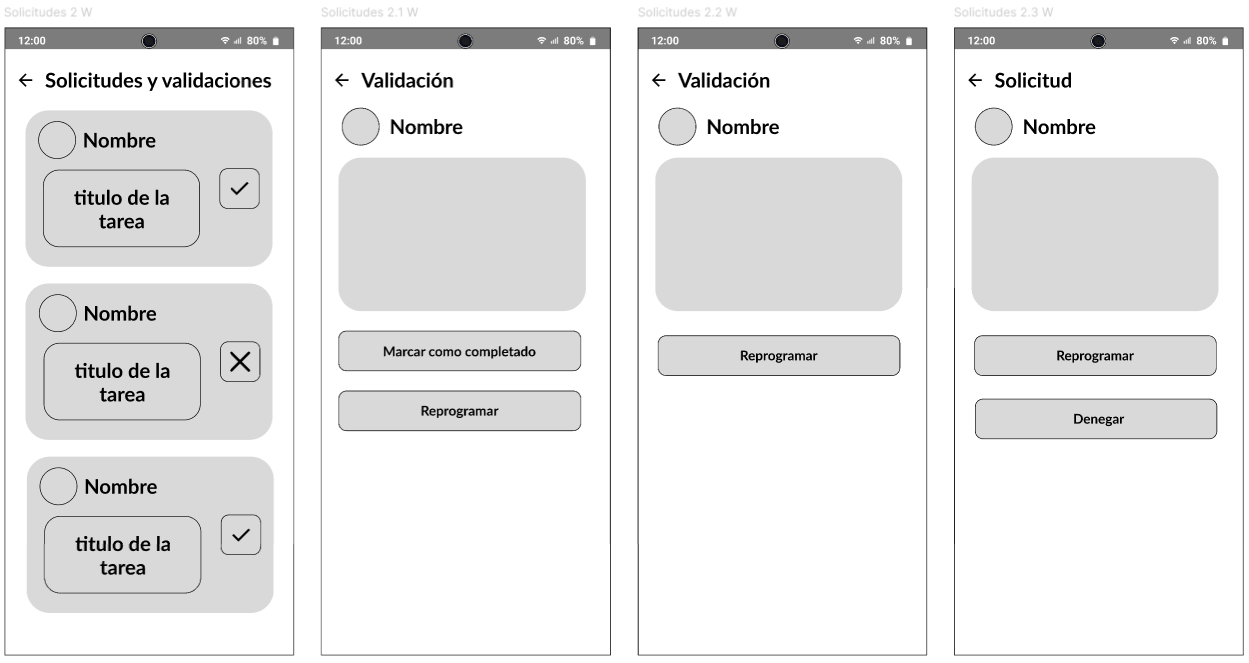 Solicitudes 2 W
12:00
80%
Solicitudes y validaciones
Nombre
titulo de la
tarea
Nombre
titulo de la
tarea
Nombre
titulo de la
tarea
Solicitudes 2.1 W
12:00
80%
Validación
Nombre
Marcar como completado
Reprogramar
Solicitudes 2.2 W
12:00
80%
Validación
Nombre
Reprogramar
Solicitudes 2.3 W
12:00
80%
Solicitud
Nombre
Reprogramar
Denegar